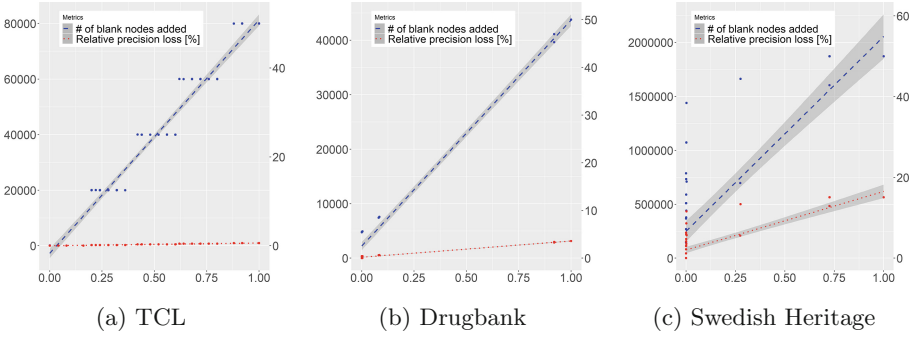 Metrics
# of blank nodes added
Relative precision loss [%]
80000
60000
40000
20000
0
40
20
0
0.00 0.25 0.50 0.75 1.00
(a) TCL
Metrics
# of blank nodes added
Relative precision loss [%]
40000
30000
20000
10000
0
50
40
30
20
10
0
0.00 0.25 0.50 0.75 1.00
(b) Drugbank
Metrics
# of blank nodes added
Relative precision loss [%]
2000000
1500000
1000000
500000
0
60
40
20
0
0.00 0.25 0.50 0.75 1.00
(c) Swedish Heritage